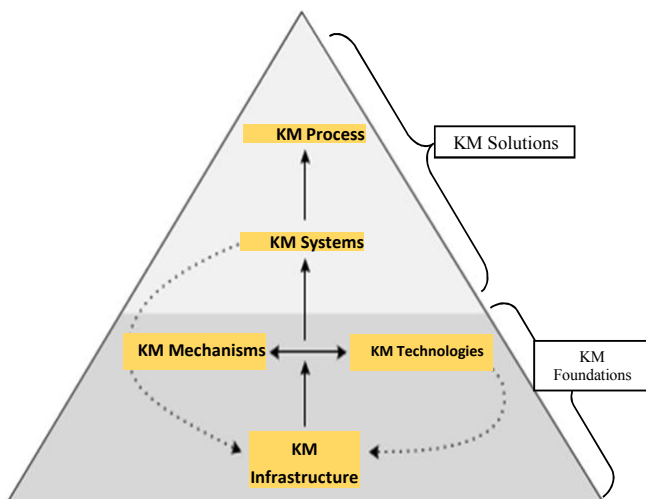 KM Process
KM Solutions
KM Systems
KM Mechanisms
KM Technologies
KM
Foundations
KM
Infrastructure